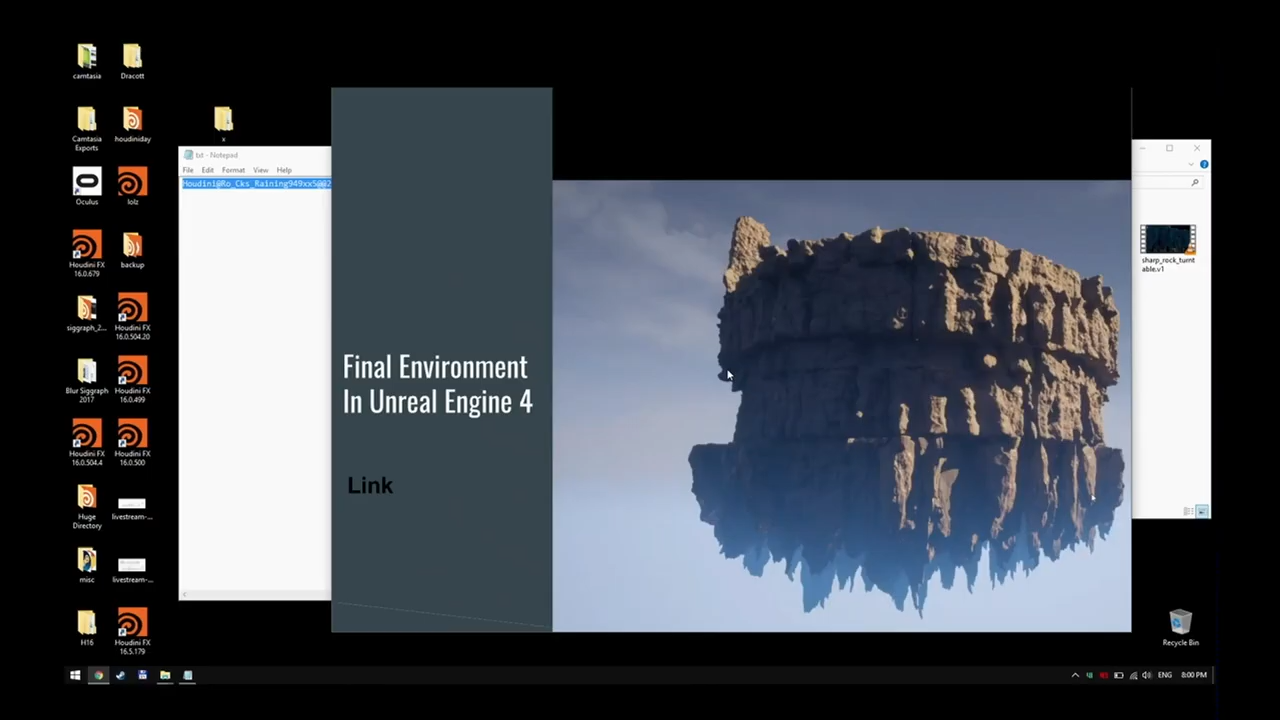 camtasia
Dracott
Camtasia
Exports
houdiniday
x
Oculus
lolz
Houdini FX
16.0.679
backup
siggraph_2...
Houdini FX
16.0.504.20
Blur Siggraph
2017
Houdini FX
16.0.499
Houdini FX
16.0.504.4
Houdini FX
16.0.500
Huge
Directory
livestream-...
misc
livestream-...
H16
Houdini FX
16.5.179
txt - Notepad
File Edit Format View Help
Final Environment
In Unreal Engine 4
Link
sharp_rock_turnt
able.v1
Recycle Bin
ENG 8:00 PM